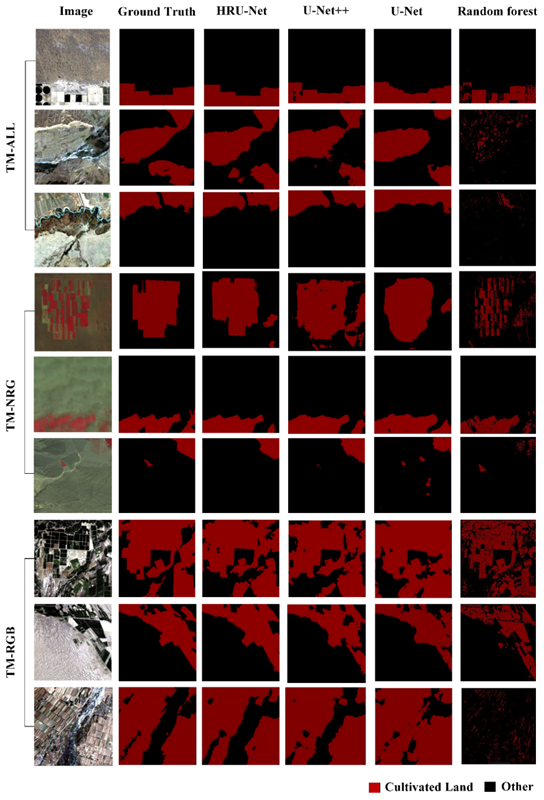 Image Ground Truth HRU-Net U-Net++ U-Net Random forest
TM-ALL
TM-NRG
TM-RGB
Cultivated Land Other